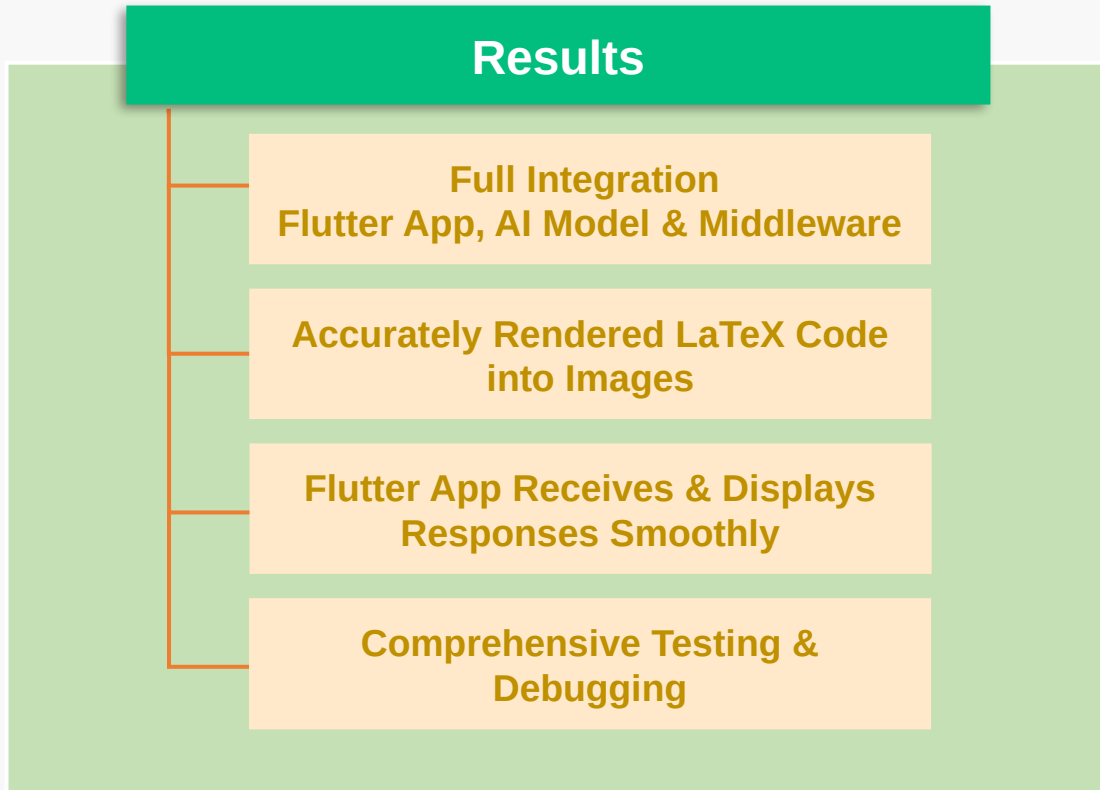 Results
Full Integration
Flutter App, AI Model & Middleware
Accurately Rendered LaTeX Code
into Images
Flutter App Receives & Displays
Responses Smoothly
Comprehensive Testing &
Debugging